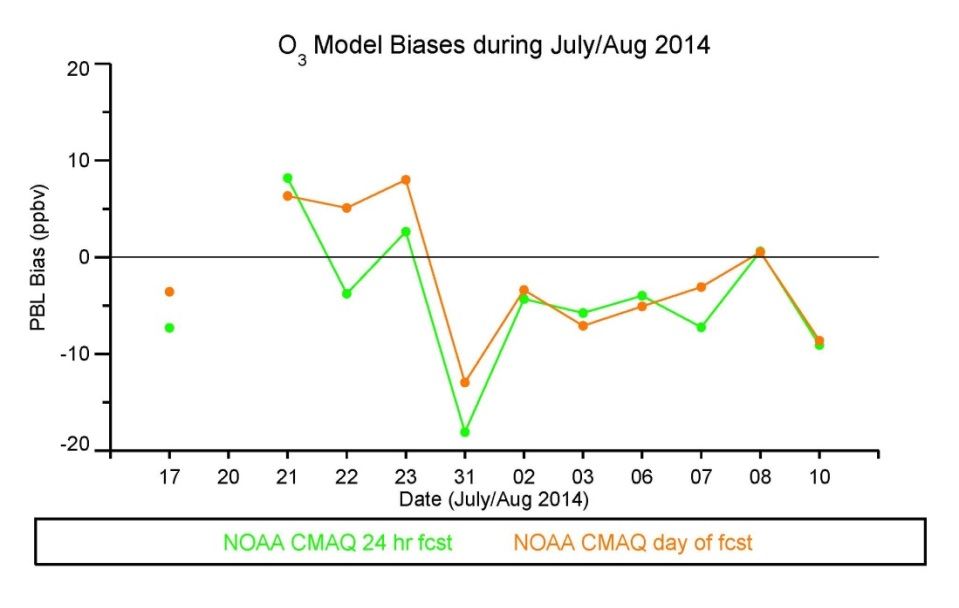 O3 Model Biases during July/Aug 2014
20
10
0
-10
-20
PBL Bias (ppbv)
17 20 21 22 23 31 02 03 06 07 08 10
Date (July/Aug 2014)
NOAA CMAQ 24 hr fcst NOAA CMAQ day of fcst